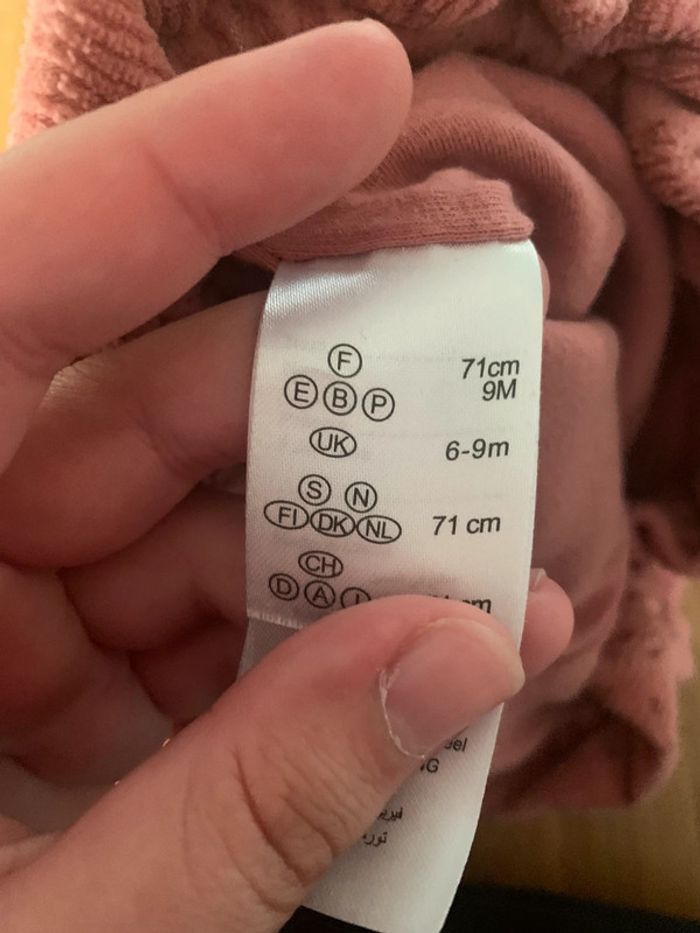 F 71cm
E B P 9M
UK 6-9m
S N
FI DK NL 71 cm
CH
D A